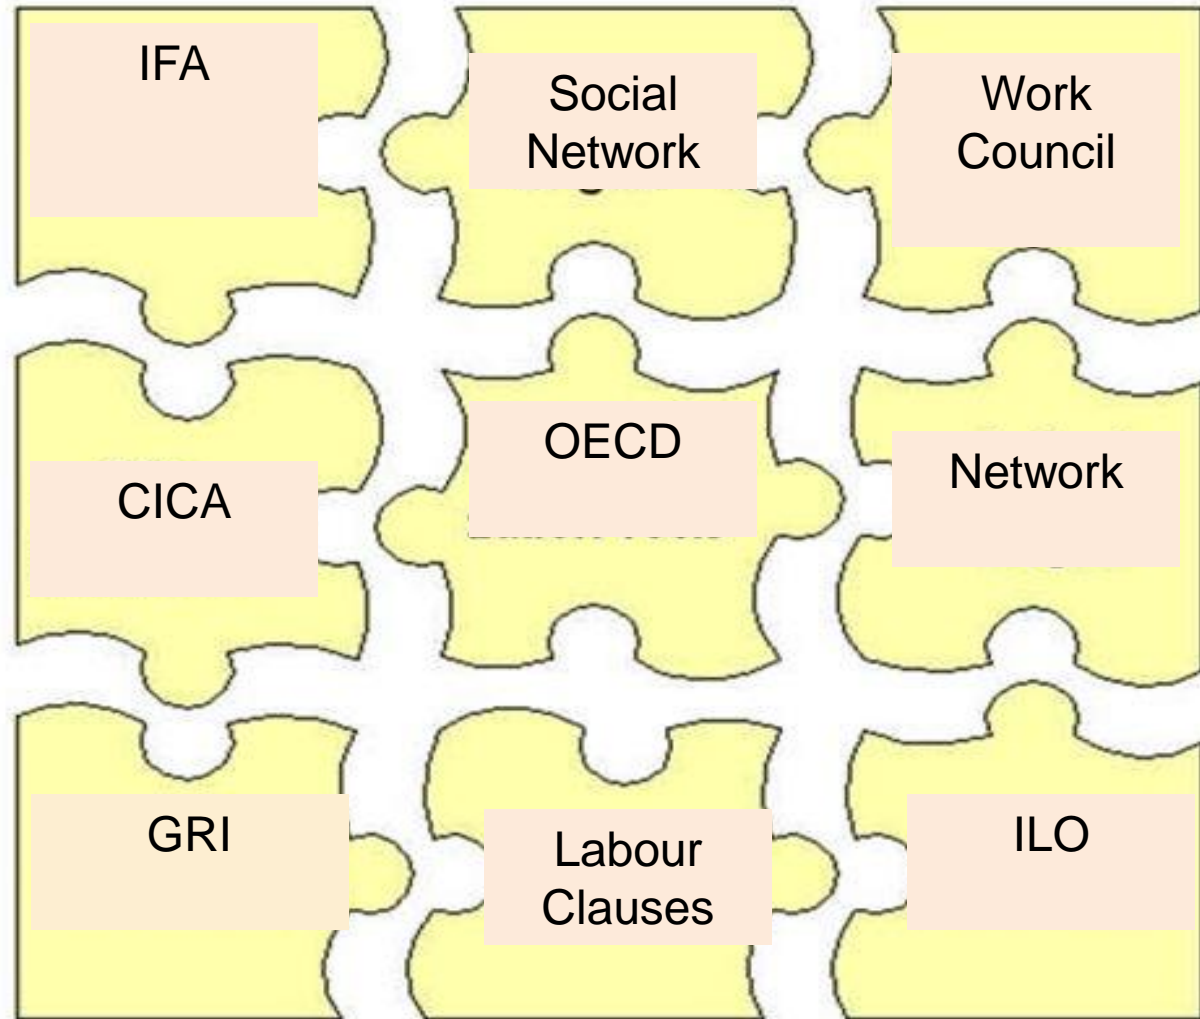 IFA
Social
Network
Work
Council
CICA
OECD
Network
GRI
Labour
Clauses
ILO